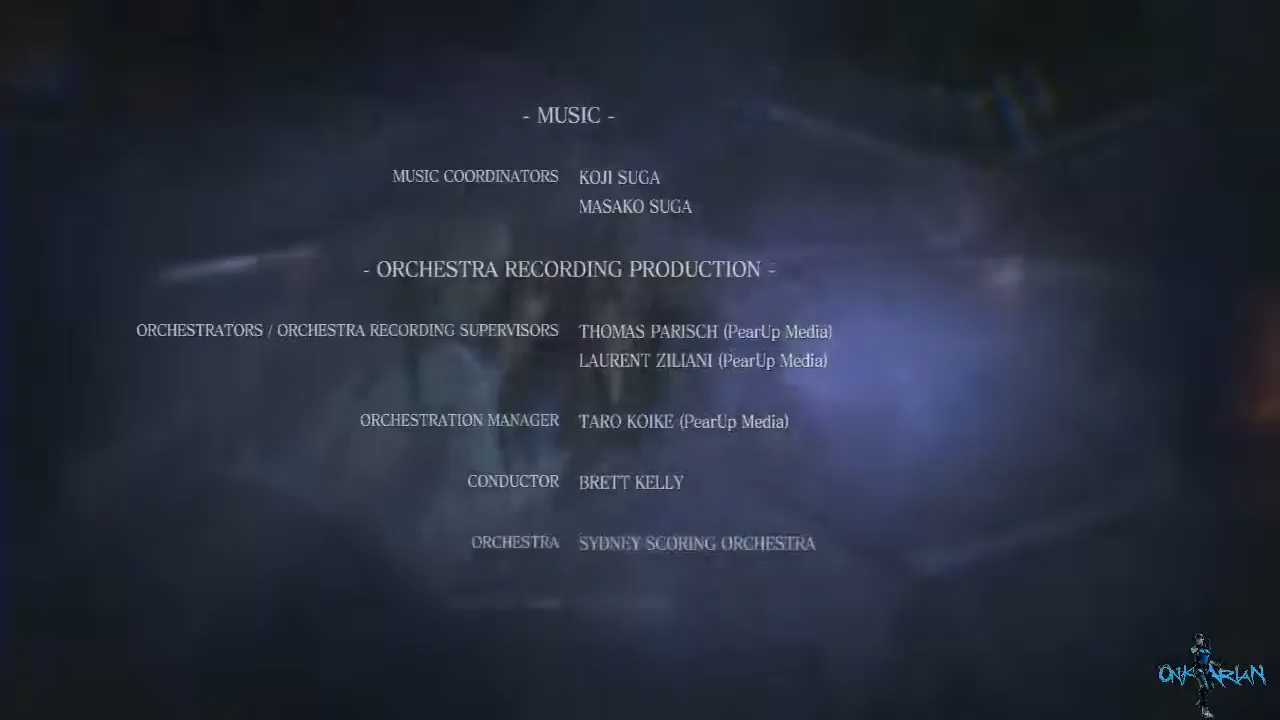 - MUSIC -
MUSIC COORDINATORS KOJI SUGA
MASAKO SUGA
- ORCHESTRA RECORDING PRODUCTION -
ORCHESTRATORS / ORCHESTRA RECORDING SUPERVISORS THOMAS PARISCH (PearUp Media)
LAURENT ZILIANI (PearUp Media)
ORCHESTRATION MANAGER TARO KOIKE (PearUp Media)
CONDUCTOR BRETT KELLY
ORCHESTRA SYDNEY SCORING ORCHESTRA